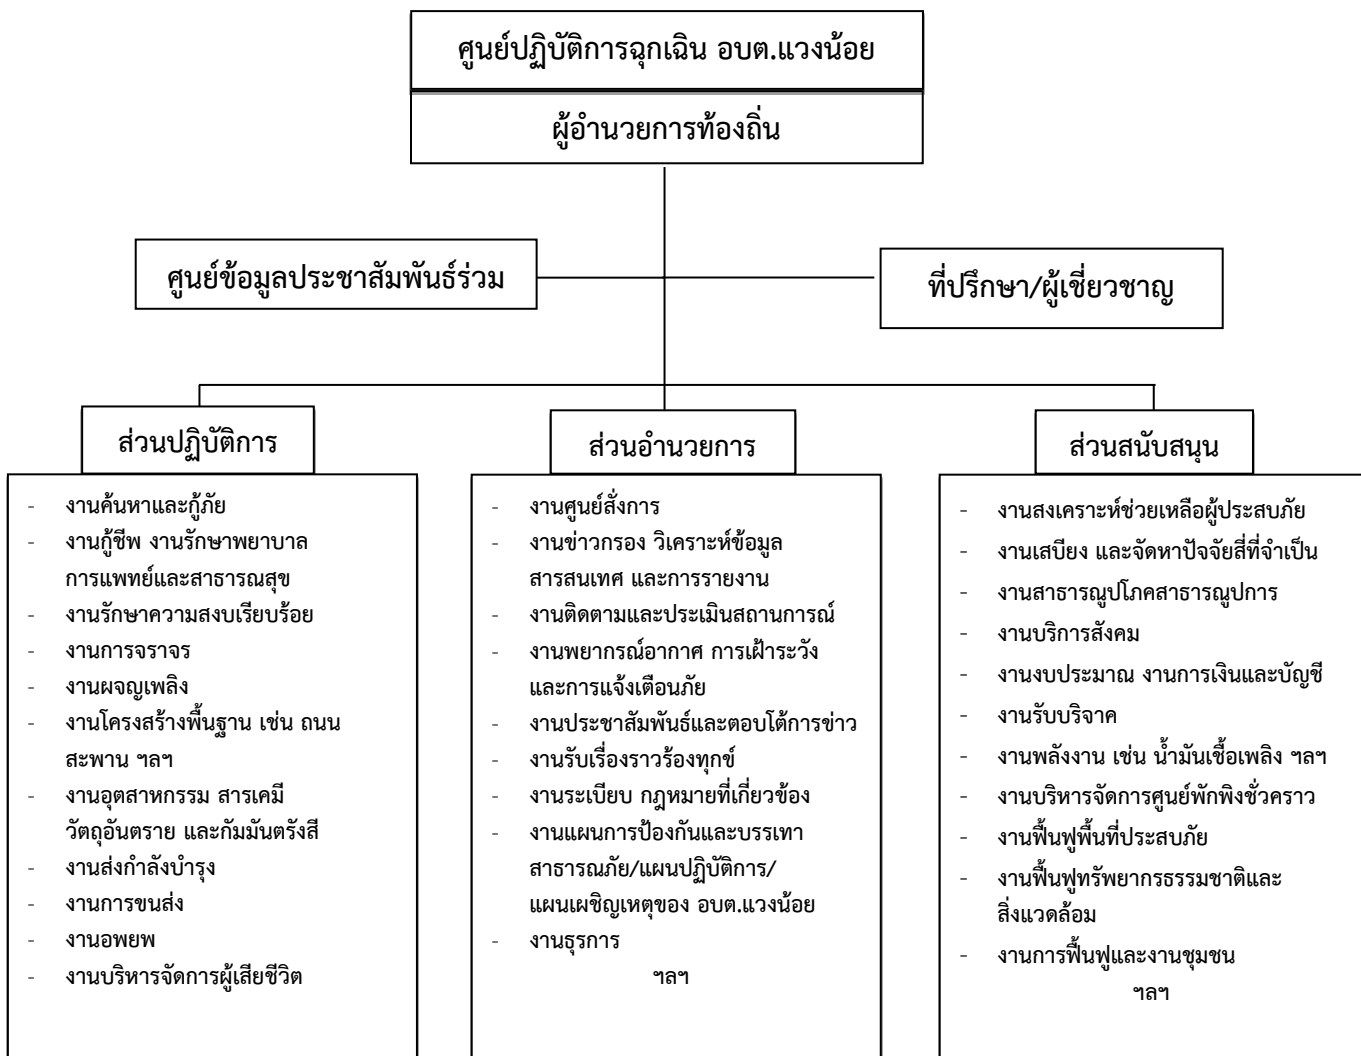 ศูนย์ปฏิบัติการฉุกเฉิน อบต.แวงน้อย
ผู้อำนวยการท้องถิ่น
ศูนย์ข้อมูลประชาสัมพันธ์ร่วม
ที่ปรึกษา/ผู้เชี่ยวชาญ
ส่วนปฏิบัติการ
- งานค้นหาและกู้ภัย
- งานกู้ชีพ งานรักษาพยาบาล
การแพทย์และสาธารณสุข
- งานรักษาความสงบเรียบร้อย
- งานการจราจร
- งานผจญเพลิง
- งานโครงสร้างพื้นฐาน เช่น ถนน
สะพาน ฯลฯ
- งานอุตสาหกรรม สารเคมี
วัตถุอันตราย และกัมมันตรังสี
- งานส่งกำลังบำรุง
- งานการขนส่ง
- งานอพยพ
- งานบริหารจัดการผู้เสียชีวิต
ส่วนอำนวยการ
- งานศูนย์สั่งการ
- งานข่าวกรอง วิเคราะห์ข้อมูล
สารสนเทศ และการรายงาน
- งานติดตามและประเมินสถานการณ์
- งานพยากรณ์อากาศ การเฝ้าระวัง
และการแจ้งเตือนภัย
- งานประชาสัมพันธ์และตอบโต้การข่าว
- งานรับเรื่องราวร้องทุกข์
- งานระเบียบ กฎหมายที่เกี่ยวข้อง
- งานแผนการป้องกันและบรรเทา
สาธารณภัย/แผนปฏิบัติการ/
แผนเผชิญเหตุของ อบต.แวงน้อย
- งานธุรการ
ฯลฯ
ส่วนสนับสนุน
- งานสงเคราะห์ช่วยเหลือผู้ประสบภัย
- งานเสบียง และจัดหาปัจจัยสี่ที่จำเป็น
- งานสาธารณูปโภคสาธารณูปการ
- งานบริการสังคม
- งานงบประมาณ งานการเงินและบัญชี
- งานรับบริจาค
- งานพลังงาน เช่น น้ำมันเชื้อเพลิง ฯลฯ
- งานบริหารจัดการศูนย์พักพิงชั่วคราว
- งานฟื้นฟูพื้นที่ประสบภัย
- งานฟื้นฟูทรัพยากรธรรมชาติและ
สิ่งแวดล้อม
- งานการฟื้นฟูและงานชุมชน
ฯลฯ